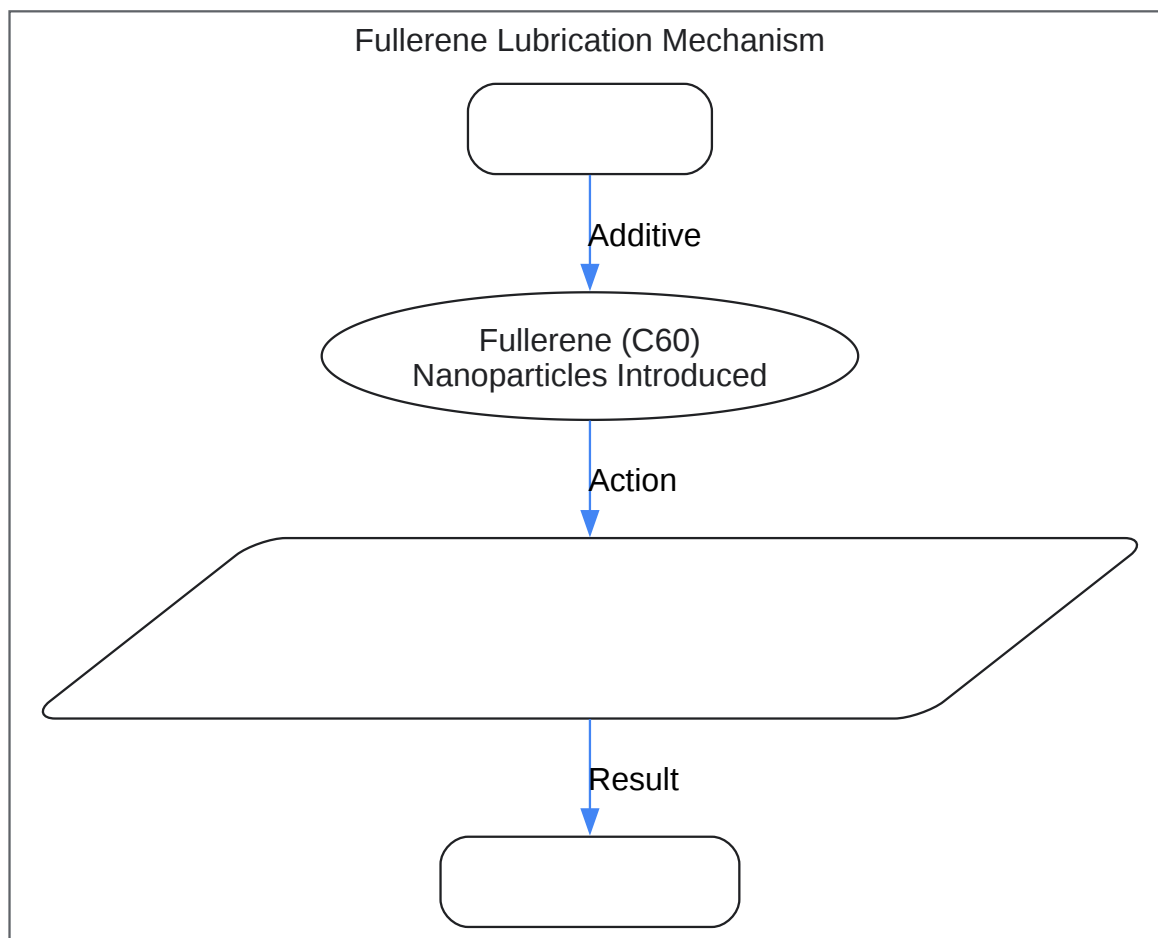 Fullerene Lubrication Mechanism
Additive
Fullerene (C60)
Nanoparticles Introduced
Action
Result